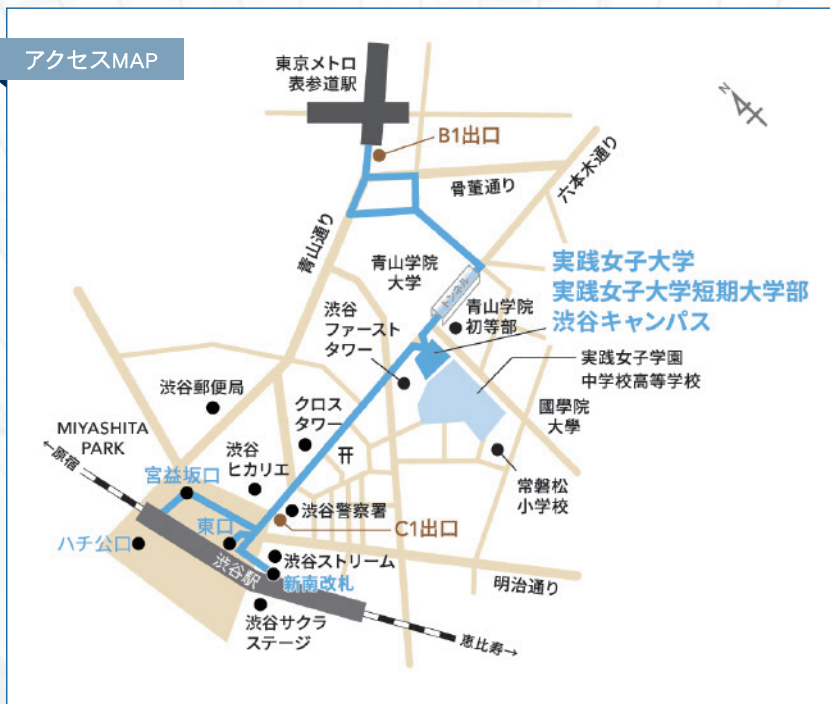 アクセスMAP
東京メトロ
表参道駅
N
B1出口
骨董通り
六本木通り
青山通り
青山学院
大学
トンネル
実践女子大学
実践女子大学短期大学部
渋谷キャンパス
青山学院
初等部
渋谷
ファースト
タワー
実践女子学園
中学校高等学校
渋谷郵便局
クロス
タワー
國學院
大學
MIYASHITA
PARK
渋谷
ヒカリエ
←原宿
宮益坂口
常磐松
小学校
東口
渋谷警察署
C1出口
ハチ公口
渋谷駅
渋谷ストリーム
新南改札
明治通り
渋谷サクラ
ステージ
恵比寿→